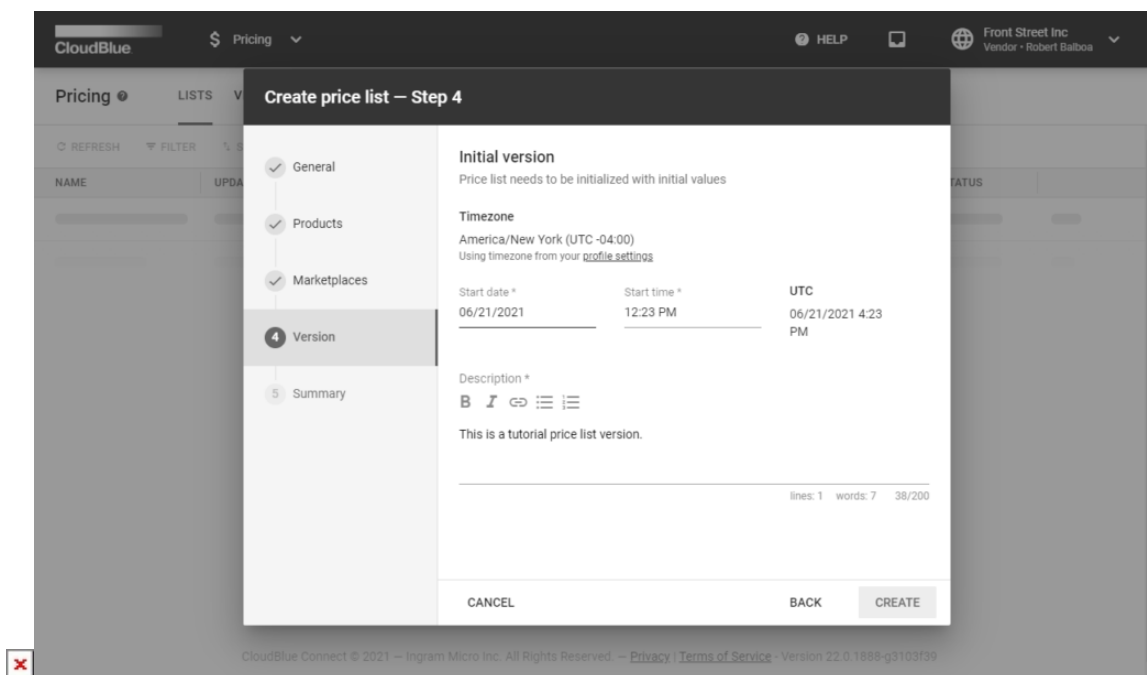 CloudBlue
$ Pricing
HELP
Front Street Inc
Vendor • Robert Balboa
Pricing
LISTS
Create price list — Step 4
REFRESH
FILTER
NAME
General
Products
Marketplaces
4 Version
5 Summary
Initial version
Price list needs to be initialized with initial values
Timezone
America/New York (UTC -04:00)
Using timezone from your profile settings
Start date *
06/21/2021
Start time *
12:23 PM
UTC
06/21/2021 4:23
PM
Description *
B I
This is a tutorial price list version.
lines: 1 words: 7 38/200
CANCEL
BACK
CREATE
CloudBlue Connect © 2021 — Ingram Micro Inc. All Rights Reserved. — Privacy | Terms of Service - Version 22.0.1888-g3103f39